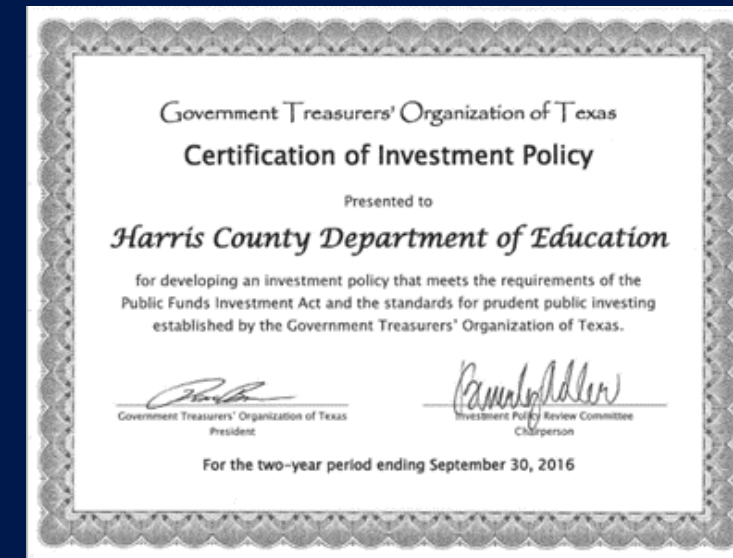 Government Treasurers' Organization of Texas
Certification of Investment Policy
Presented to
Harris County Department of Education
for developing an investment policy that meets the requirements of the
Public Funds Investment Act and the standards for prudent public investing
established by the Government Treasurers' Organization of Texas.
Beverly Adler
Government Treasurers' Organization of Texas
Investment Policy Review Committee
President
Chairperson
For the two-year period ending September 30, 2016